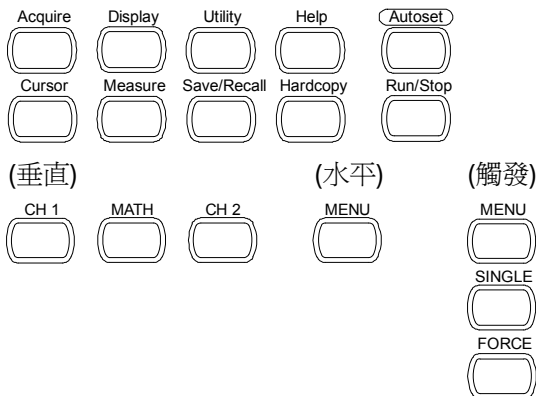 Acquire Display Utility Help Autoset
Cursor Measure Save/Recall Hardcopy Run/Stop
(垂直) (水平) (觸發)
CH 1 MATH CH 2 MENU MENU
SINGLE
FORCE